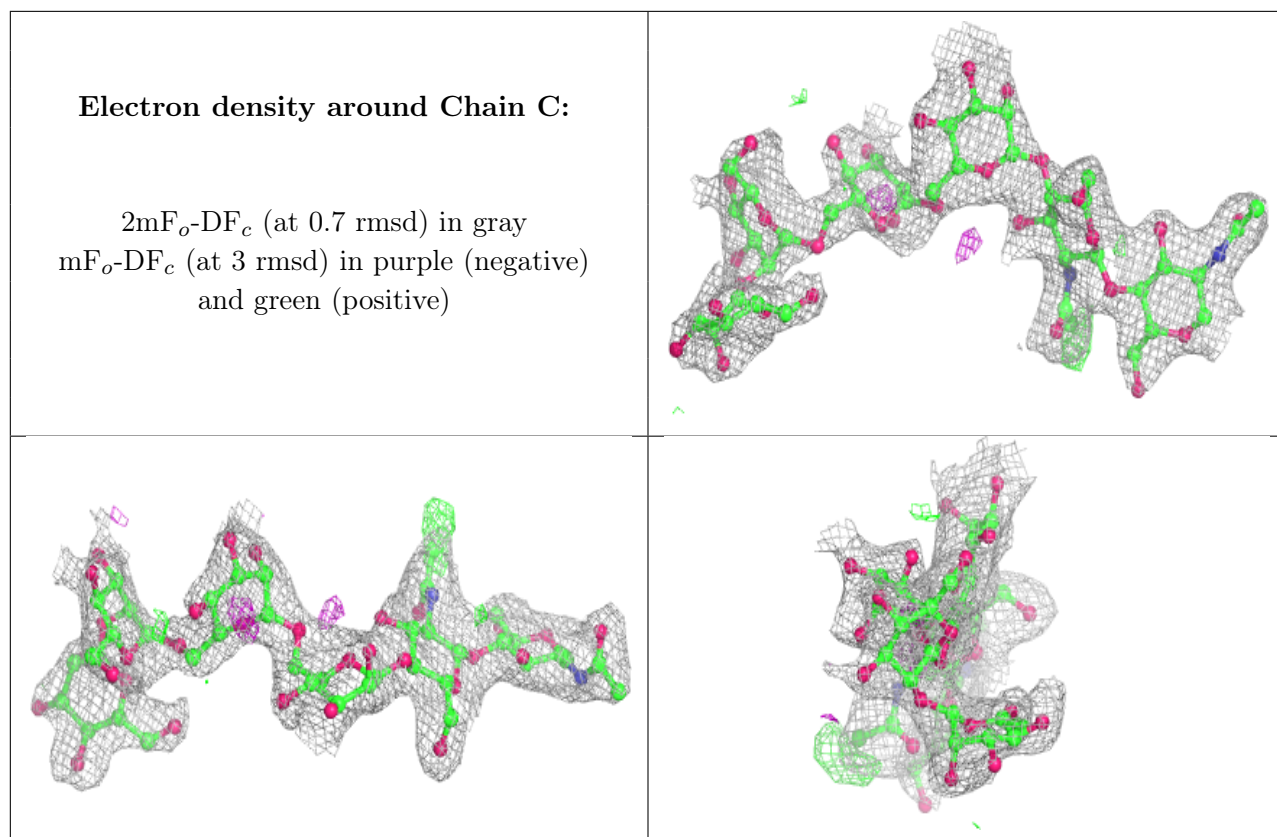 Electron density around Chain C:
2mFₒ-DF𝒸 (at 0.7 rmsd) in gray
mFₒ-DF𝒸 (at 3 rmsd) in purple (negative)
and green (positive)